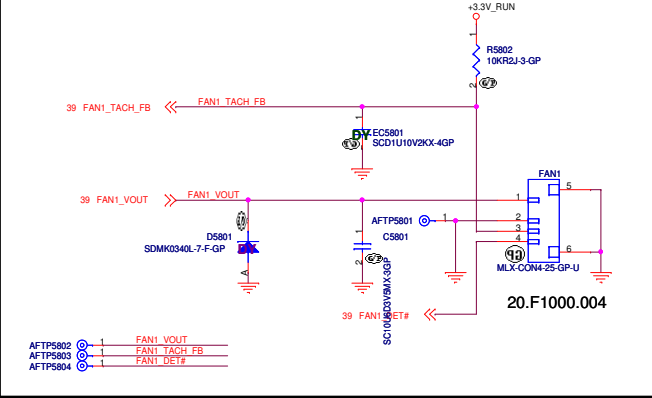 +3.3V_RUN
1
R5802
10KR2J-3-GP
2
39 FAN1_TACH_FB
FAN1_TACH_FB
1
DY
EC5801
SCD1U10V2KX-4GP
FAN1
39 FAN1_VOUT
FAN1_VOUT
1
5
AFTP5801
1
2
3
4
D5801
SDMK0340L-7-F-GP
1
C5801
2
6
A
MLX-CON4-25-GP-U
39 FAN1_DET#
20.F1000.004
AFTP5802
1
FAN1_VOUT
AFTP5803
1
FAN1_TACH_FB
AFTP5804
1
FAN1_DET#